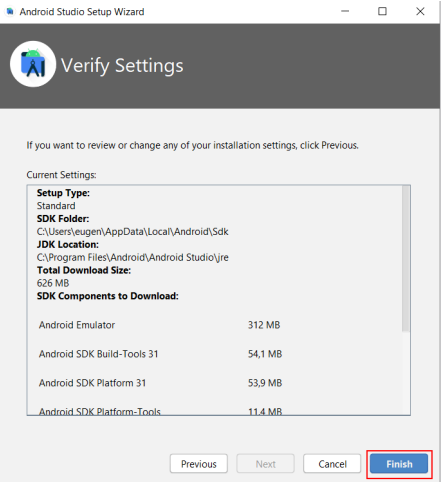 Android Studio Setup Wizard
Verify Settings
If you want to review or change any of your installation settings, click Previous.
Current Settings:
Setup Type:
Standard
SDK Folder:
C:\Users\eugen\AppData\Local\Android\Sdk
JDK Location:
C:\Program Files\Android\Android Studio\jre
Total Download Size:
626 MB
SDK Components to Download:
Android Emulator 312 MB
Android SDK Build-Tools 31 54,1 MB
Android SDK Platform 31 53,9 MB
Android SDK Platform-Tools 11,4 MB
Previous Next Cancel Finish